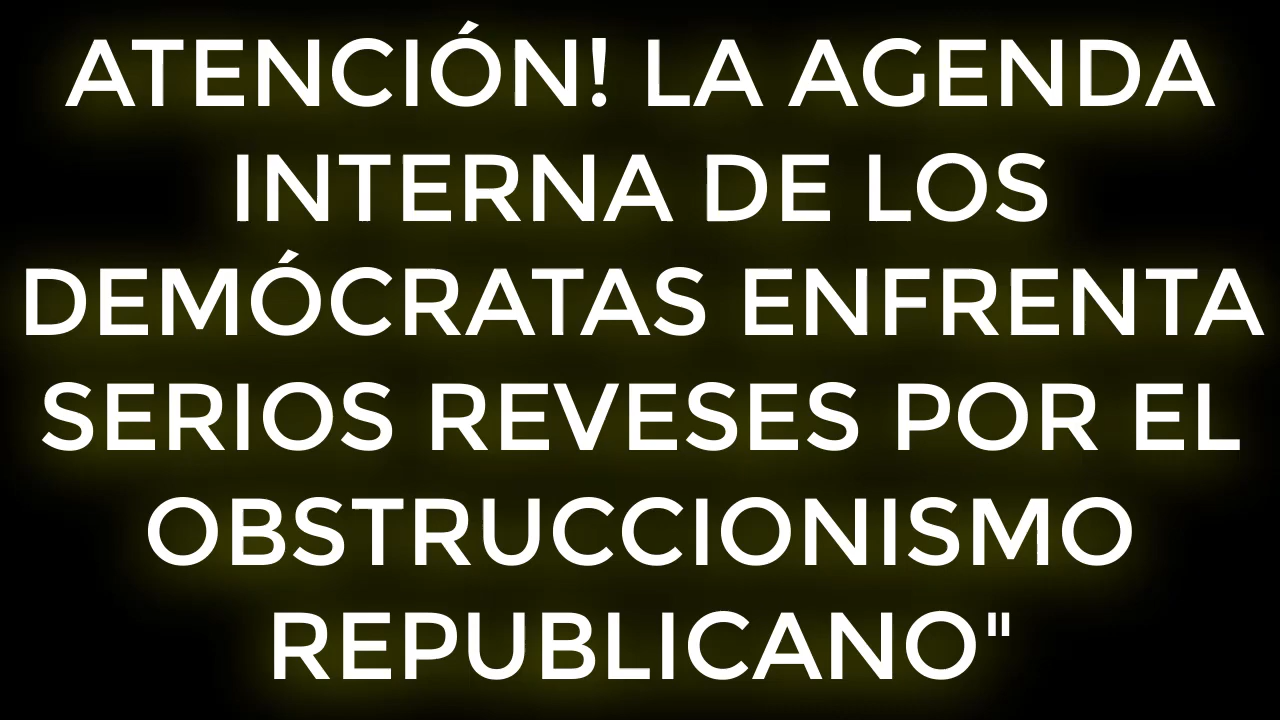 ATENCIÓN! LA AGENDA
INTERNA DE LOS
DEMÓCRATAS ENFRENTA
SERIOS REVESES POR EL
OBSTRUCCIONISMO
REPUBLICANO"